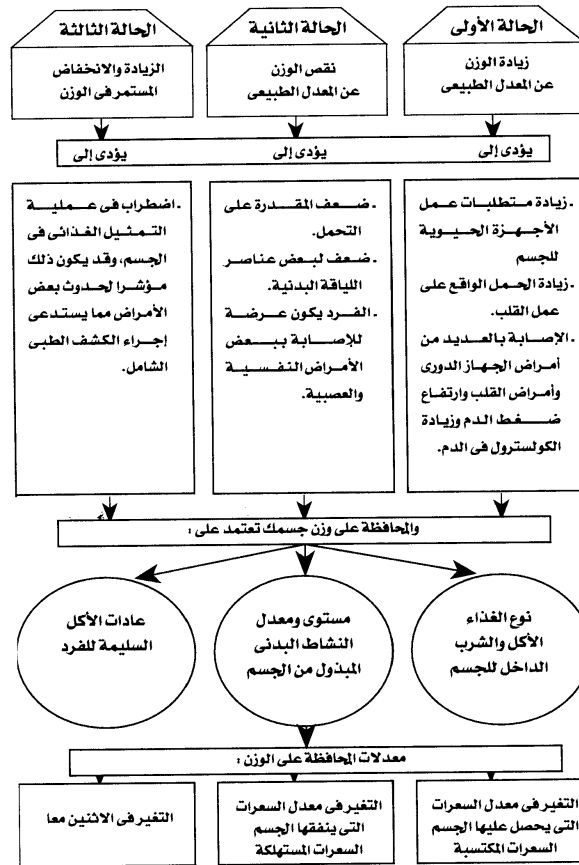 الحالة الأولى
زيادة الوزن
عن المعدل الطبيعى
الحالة الثانية
نقص الوزن
عن المعدل الطبيعى
الحالة الثالثة
الزيادة والانخفاض
المستمر فى الوزن
يؤدى إلى
يؤدى إلى
يؤدى إلى
- زيادة متطلبات عمل
الأجهزة الحيوية
للجسم
- زيادة الحمل الواقع على
عمل القلب.
- الإصابة بالعديد من
أمراض الجهاز الدورى
وأمراض القلب وارتفاع
ضغط الدم وزيادة
الكولسترول فى الدم.
- ضعف المقدرة على
التحمل.
- ضعف لبعض عناصر
اللياقة البدنية.
- الفرد يكون عرضة
للإصابة ببعض
الأمراض النفسية
والعصبية.
- اضطراب فى عملية
التمثيل الغذائى فى
الجسم، وقد يكون ذلك
مؤشرا لحدوث بعض
الأمراض مما يستدعى
إجراء الكشف الطبى
الشامل.
والمحافظة على وزن جسمك تعتمد على :
نوع الغذاء
الأكل والشرب
الداخل للجسم
مستوى ومعدل
النشاط البدنى
المبذول من الجسم
عادات الأكل
السليمة للفرد
معدلات المحافظة على الوزن :
التغير فى معدل السعرات
التى يحصل عليها الجسم
السعرات المكتسبة
التغير فى معدل السعرات
التى ينفقها الجسم
السعرات المستهلكة
التغير فى الاثنين معا